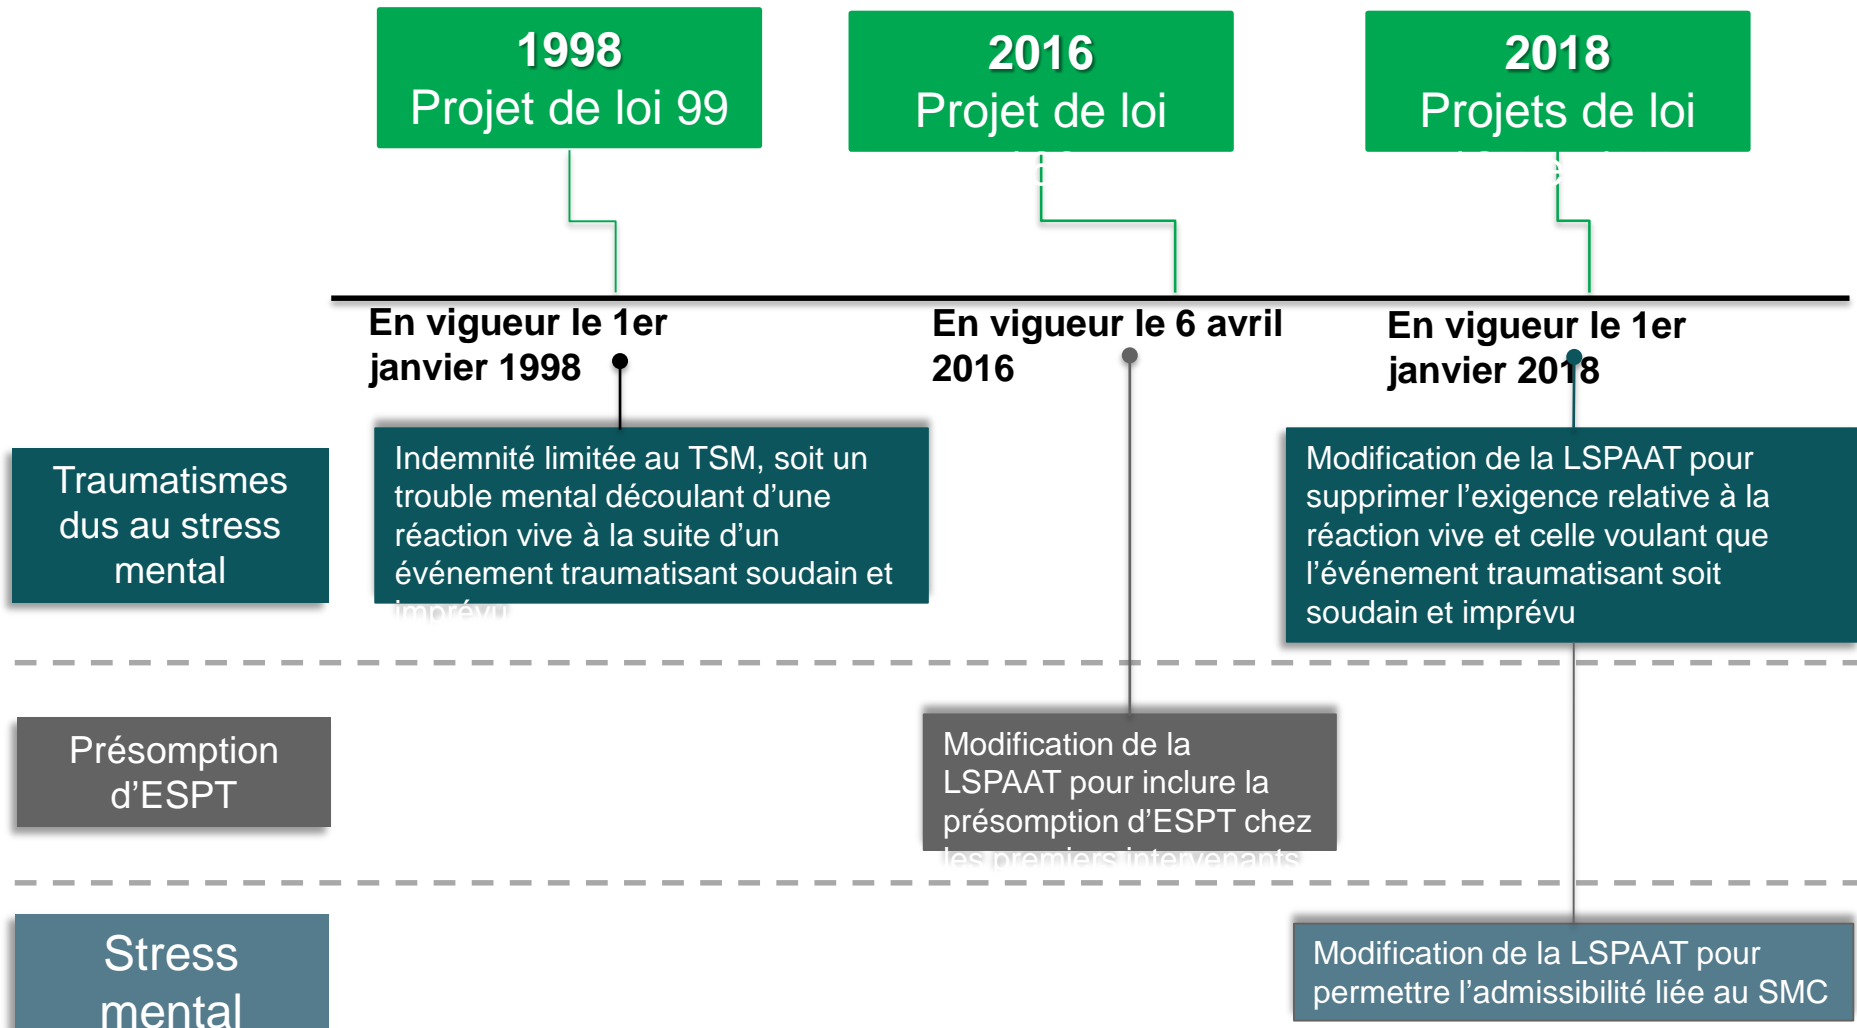 1998
Projet de loi 99
2016
Projet de loi
2018
Projets de loi
En vigueur le 1er
janvier 1998
En vigueur le 6 avril
2016
En vigueur le 1er
janvier 2018
Traumatismes
dus au stress
mental
Indemnité limitée au TSM, soit un
trouble mental découlant d’une
réaction vive à la suite d’un
événement traumatisant soudain et
imprévu
Modification de la LSPAAT pour
supprimer l’exigence relative à la
réaction vive et celle voulant que
l’événement traumatisant soit
soudain et imprévu
Présomption
d’ESPT
Modification de la
LSPAAT pour inclure la
présomption d’ESPT chez
les premiers intervenants
Stress
mental
Modification de la LSPAAT pour
permettre l’admissibilité liée au SMC